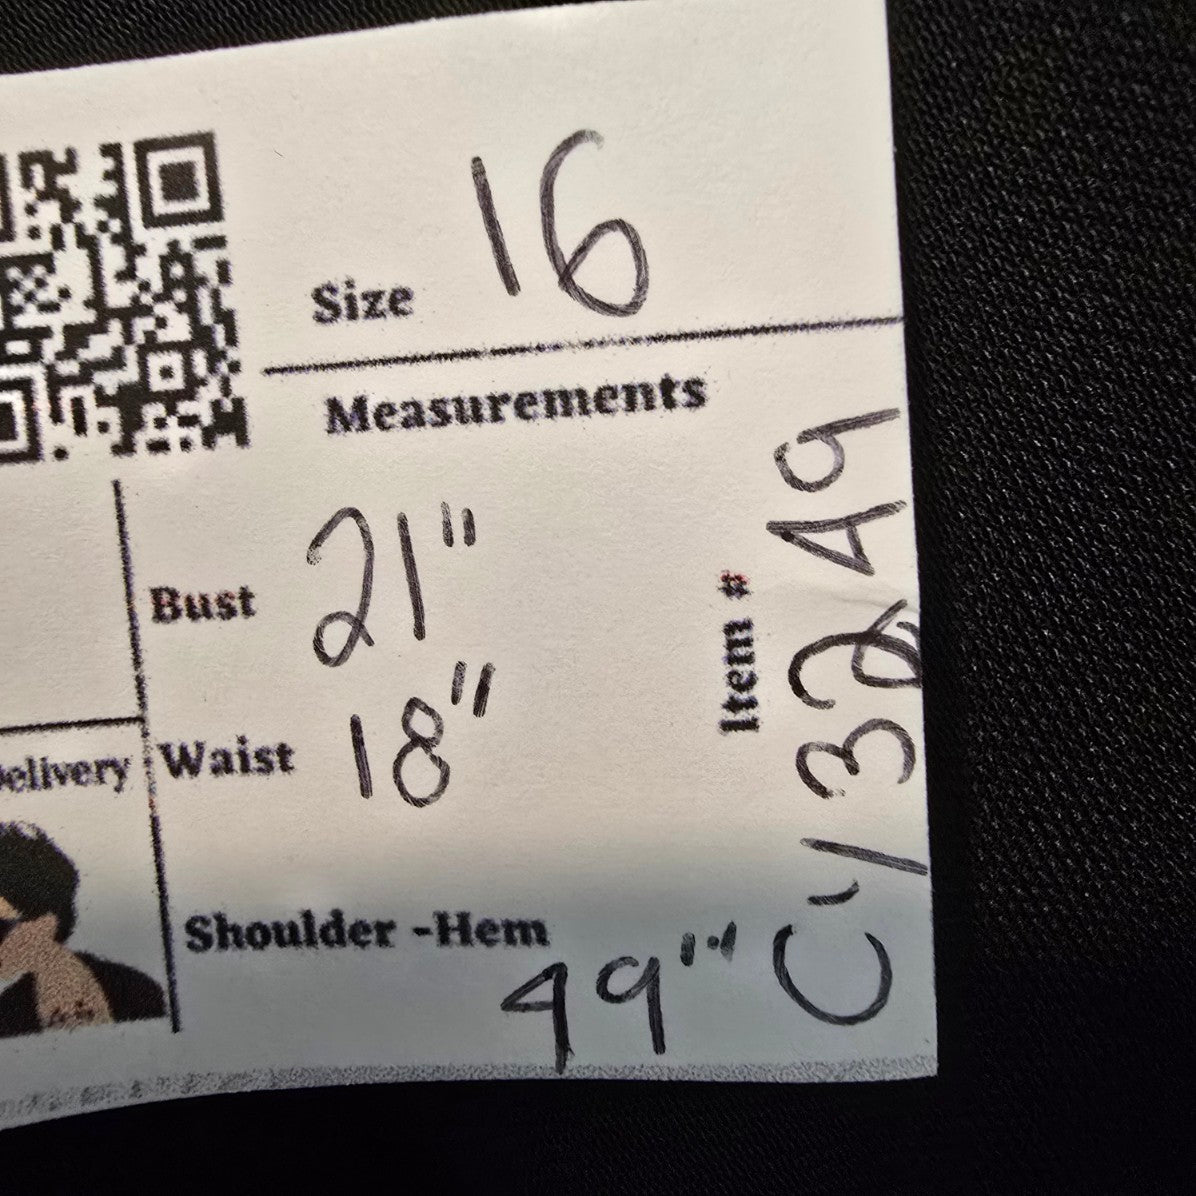 Size 16
Measurements
Bust 21"
Waist 18"
Shoulder -Hem
49"
Delivery
Item #
C'13249